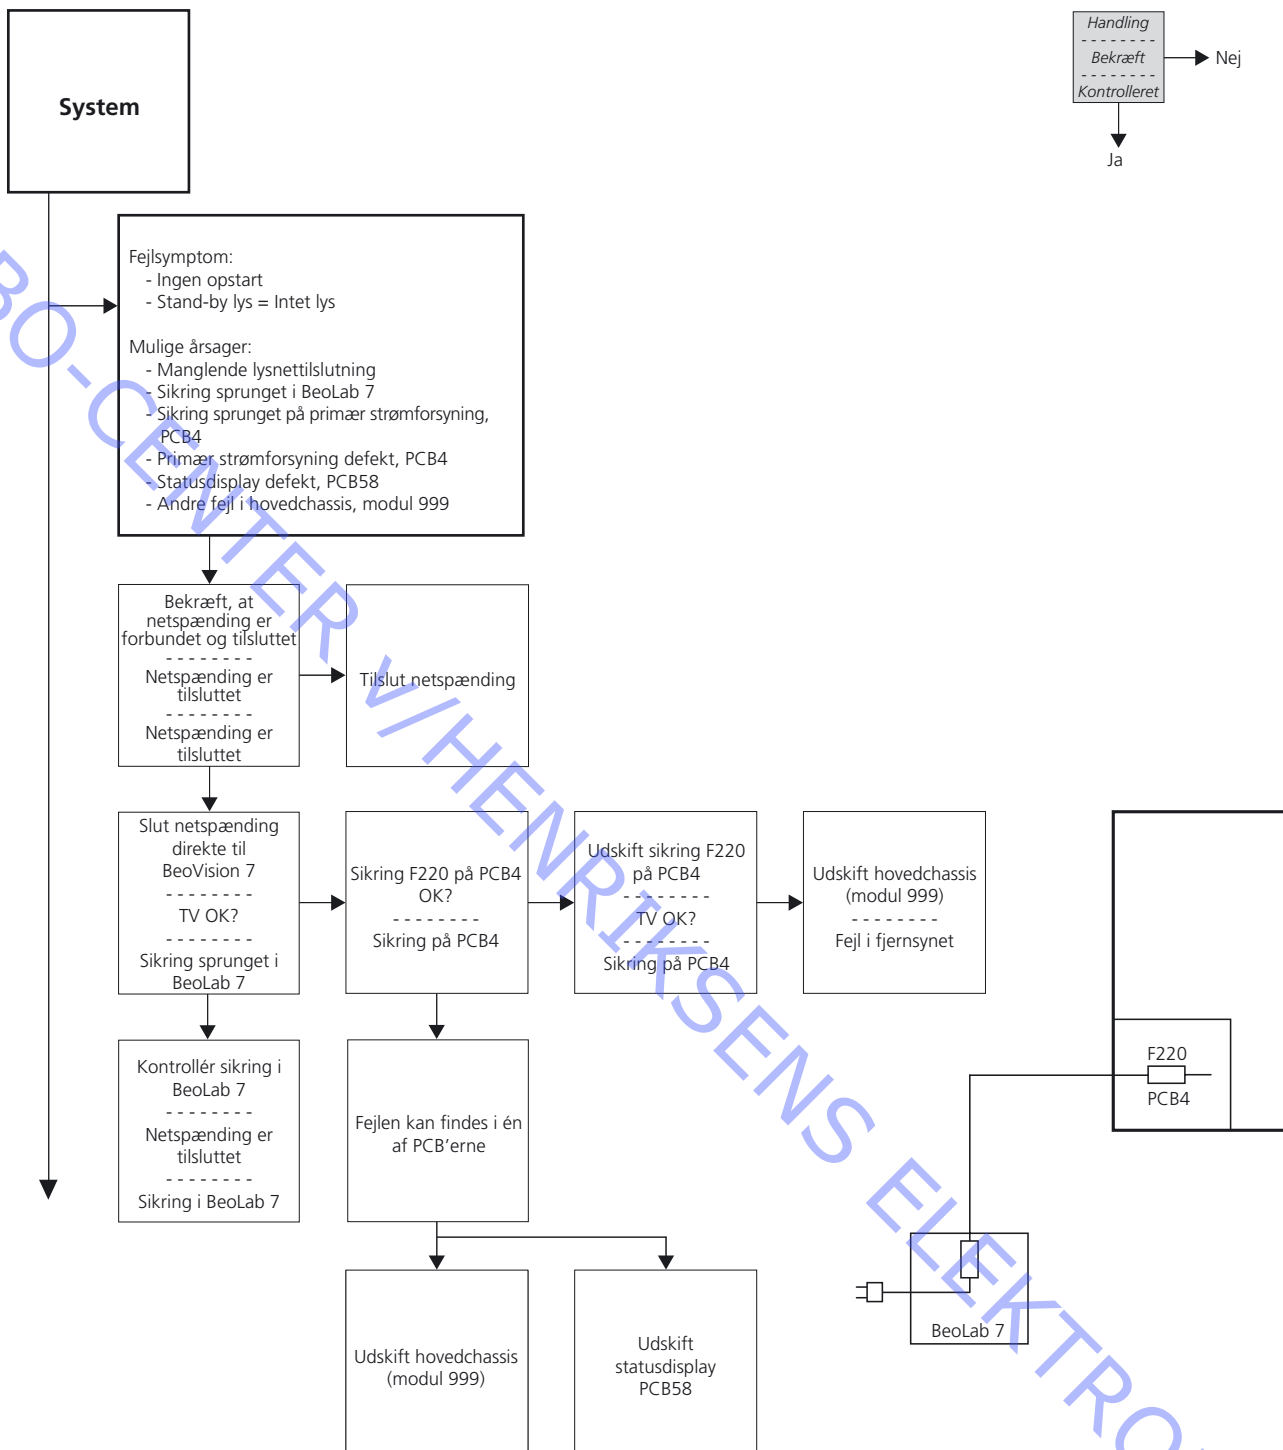 System
Handling
- - - - - - - -
Bekræft
- - - - - - - -
Kontrolleret
Nej
Ja
Fejlsymptom:
- Ingen opstart
- Stand-by lys = Intet lys
Mulige årsager:
- Manglende lysnettilslutning
- Sikring sprunget i BeoLab 7
- Sikring sprunget på primær strømforsyning,
PCB4
- Primær strømforsyning defekt, PCB4
- Statusdisplay defekt, PCB58
- Andre fejl i hovedchassis, modul 999
Bekræft, at
netspænding er
forbundet og tilsluttet
- - - - - - - -
Netspænding er
tilsluttet
- - - - - - - -
Netspænding er
tilsluttet
Tilslut netspænding
Slut netspænding
direkte til
BeoVision 7
- - - - - - - -
TV OK?
- - - - - - - -
Sikring sprunget i
BeoLab 7
Sikring F220 på PCB4
OK?
- - - - - - - -
Sikring på PCB4
Udskift sikring F220
på PCB4
- - - - - - - -
TV OK?
- - - - - - - -
Sikring på PCB4
Udskift hovedchassis
(modul 999)
- - - - - - - -
Fejl i fjernsynet
Kontrollér sikring i
BeoLab 7
- - - - - - - -
Netspænding er
tilsluttet
- - - - - - - -
Sikring i BeoLab 7
Fejlen kan findes i én
af PCB'erne
F220
PCB4
Udskift hovedchassis
(modul 999)
Udskift
statusdisplay
PCB58
BeoLab 7
BO-CENTER v/HENRIKSENS ELEKTRO